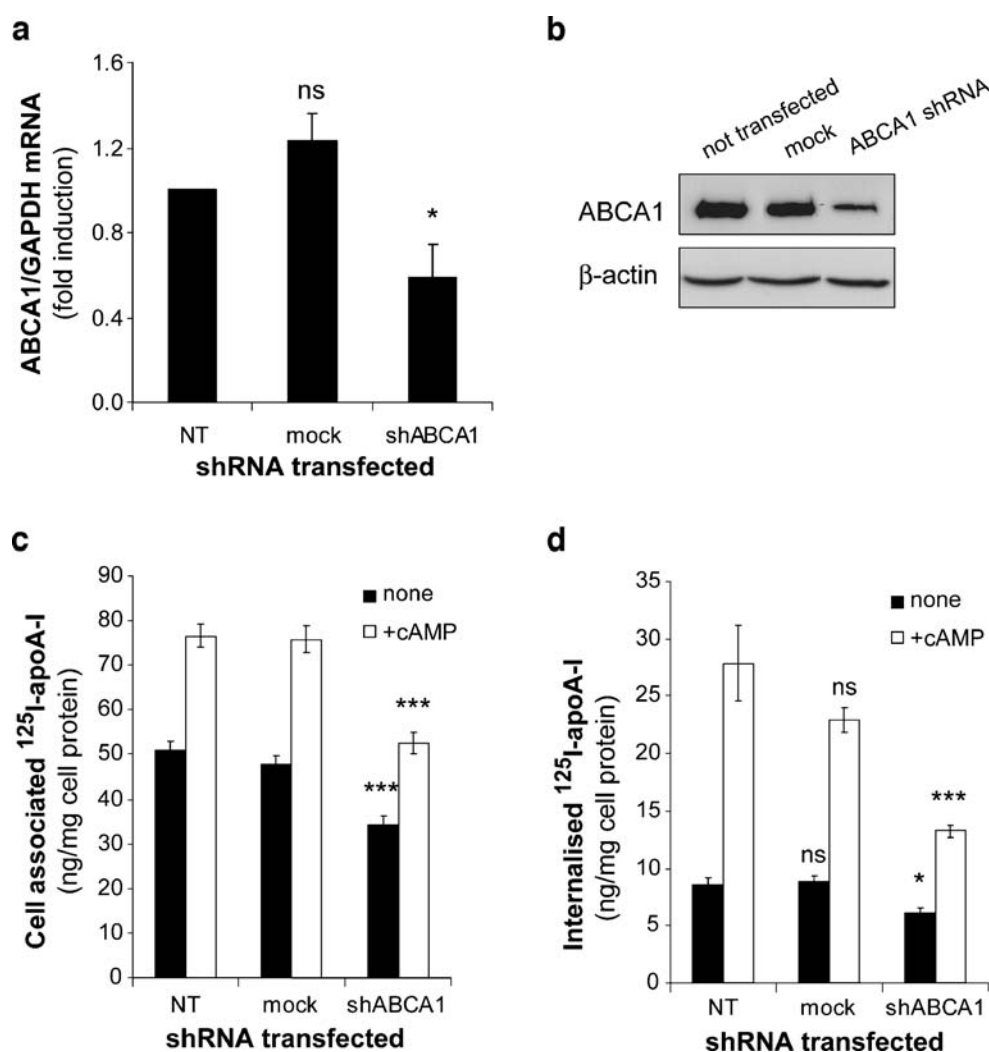 a
ABCA1/GAPDH mRNA
(fold induction)
1.6
1.2
0.8
0.4
0.0
ns
*
NT
mock
shABCA1
shRNA transfected
b
not transfected
mock
ABCA1 shRNA
ABCA1
β-actin
c
Cell associated ¹²⁵I-apoA-I
(ng/mg cell protein)
90
80
70
60
50
40
30
20
10
0
none
+cAMP
***
***
NT
mock
shABCA1
shRNA transfected
d
Internalised ¹²⁵I-apoA-I
(ng/mg cell protein)
35
30
25
20
15
10
5
0
none
+cAMP
ns
ns
*
***
NT
mock
shABCA1
shRNA transfected